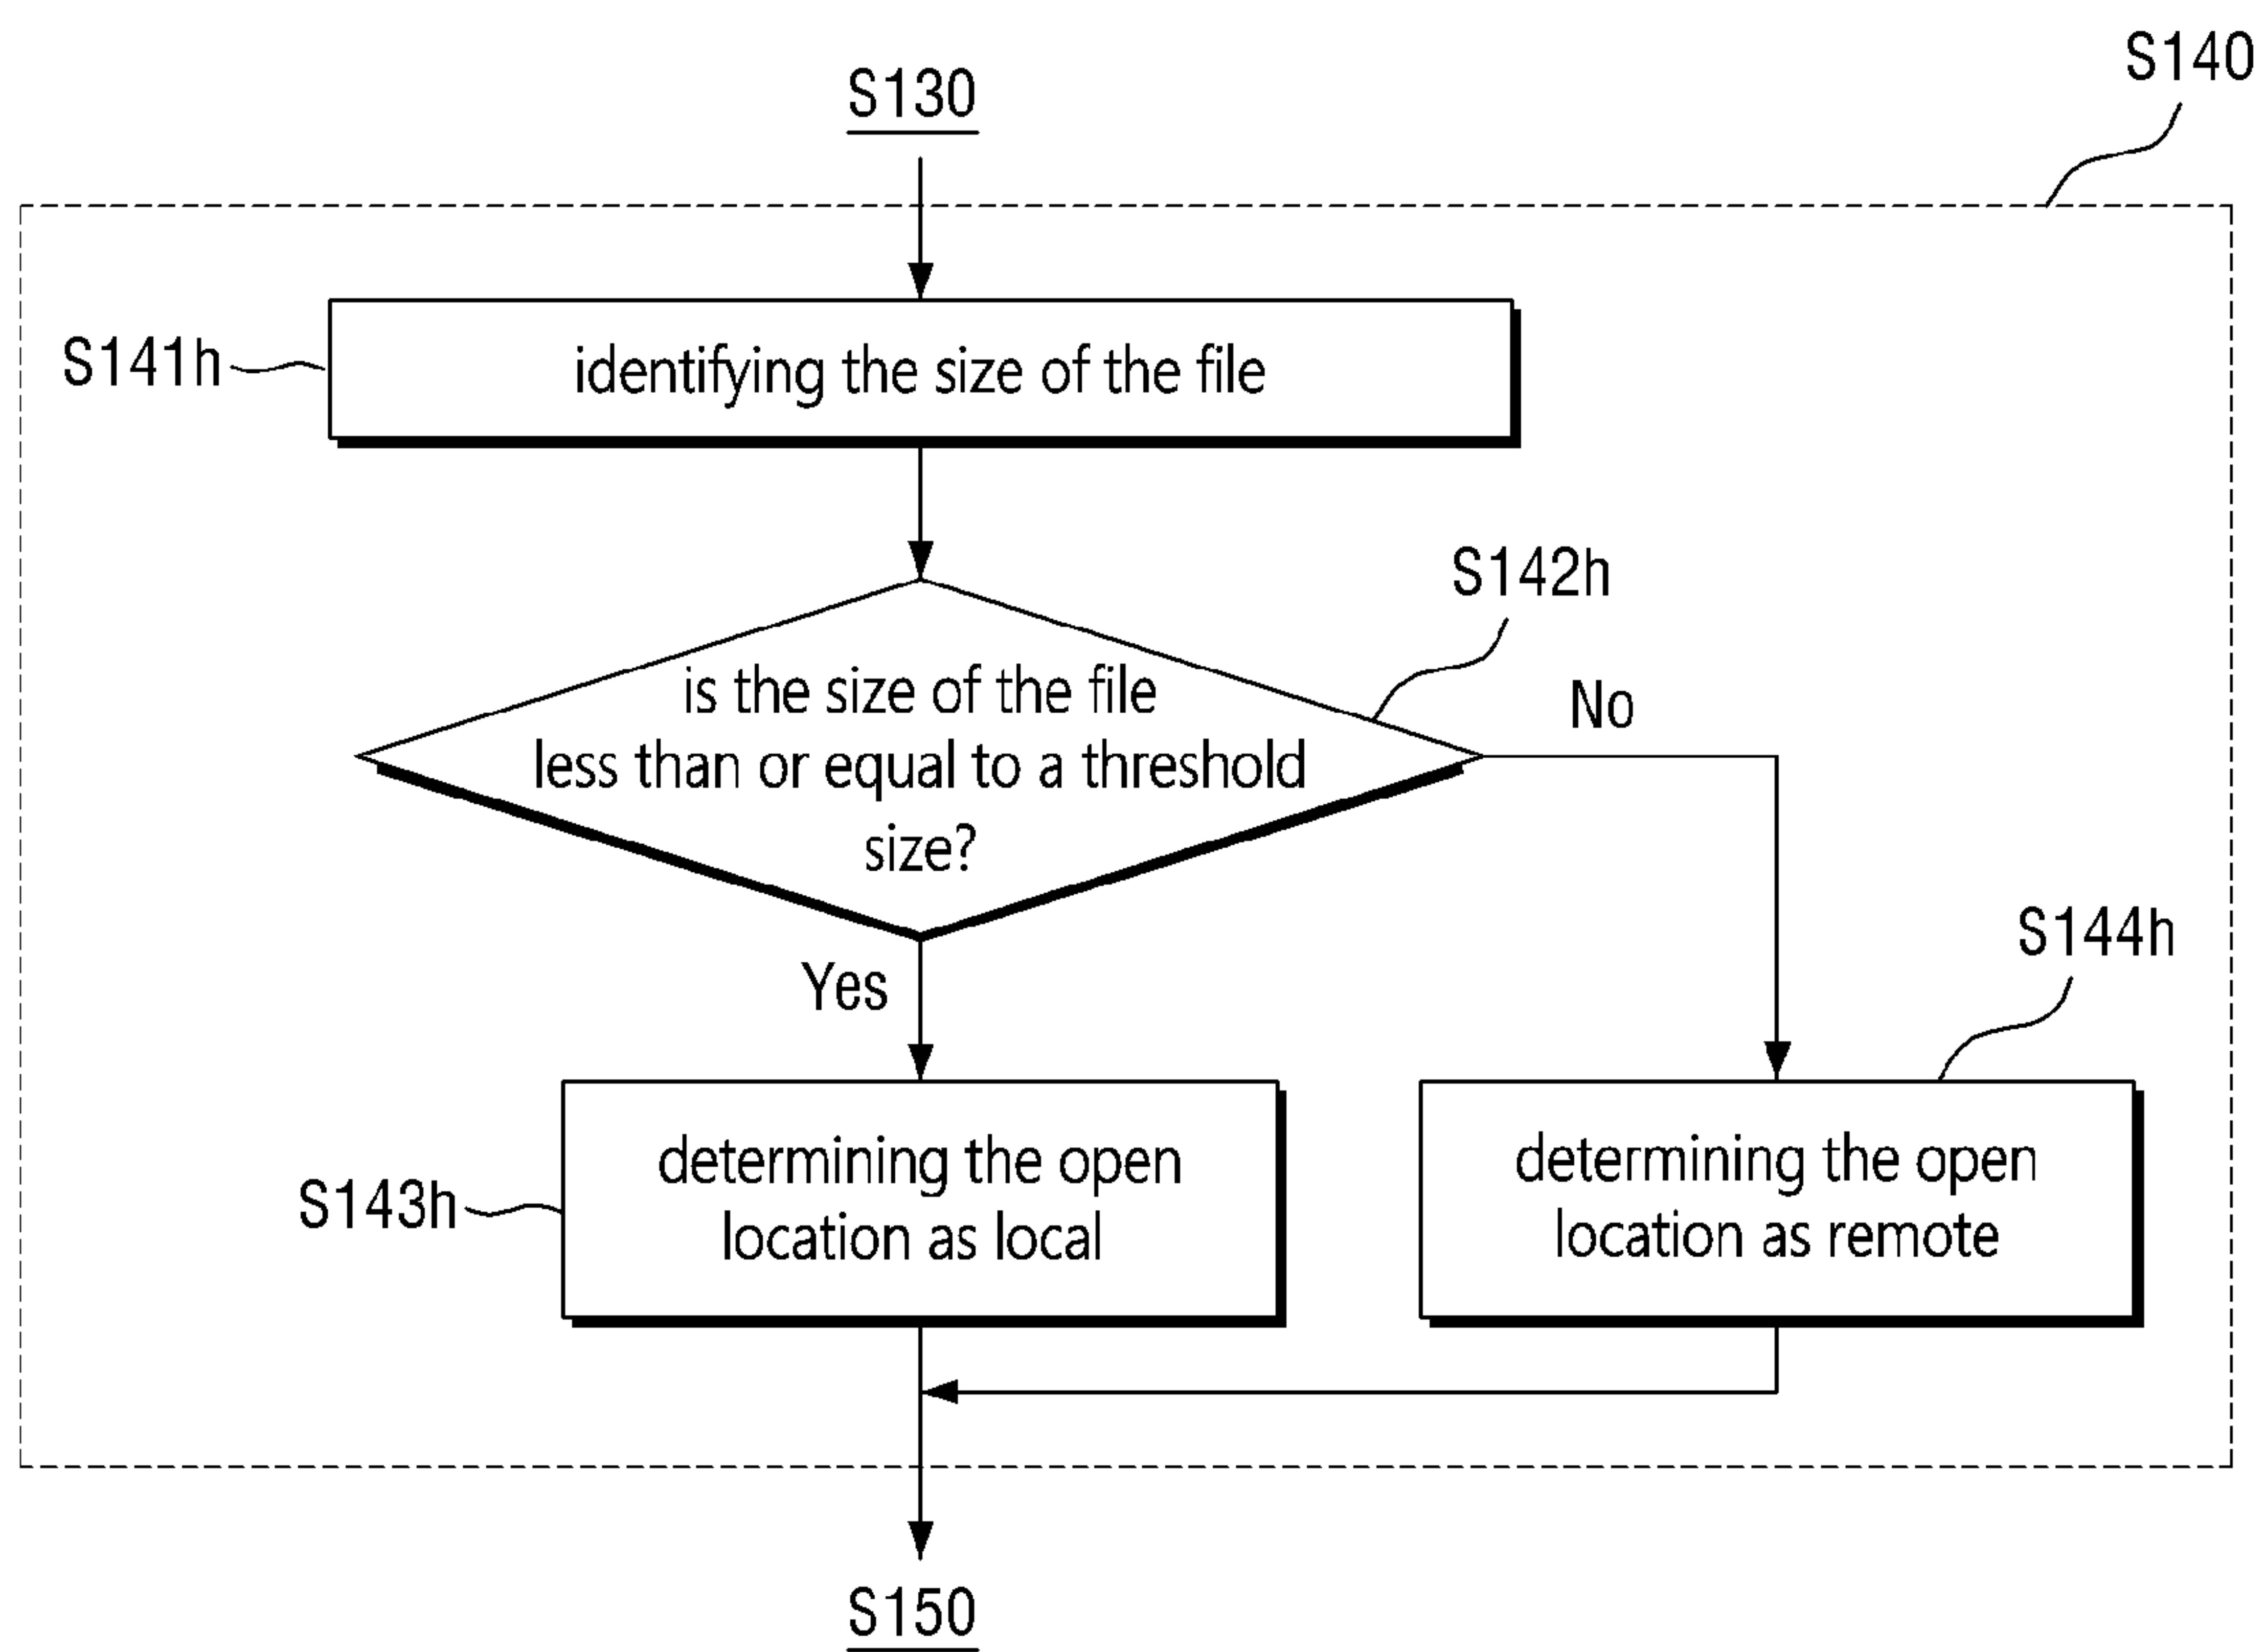 S140
S130
S141h
identifying the size of the file
S142h
is the size of the file
less than or equal to a threshold
size?
No
Yes
S144h
S143h
determining the open
location as local
determining the open
location as remote
S150